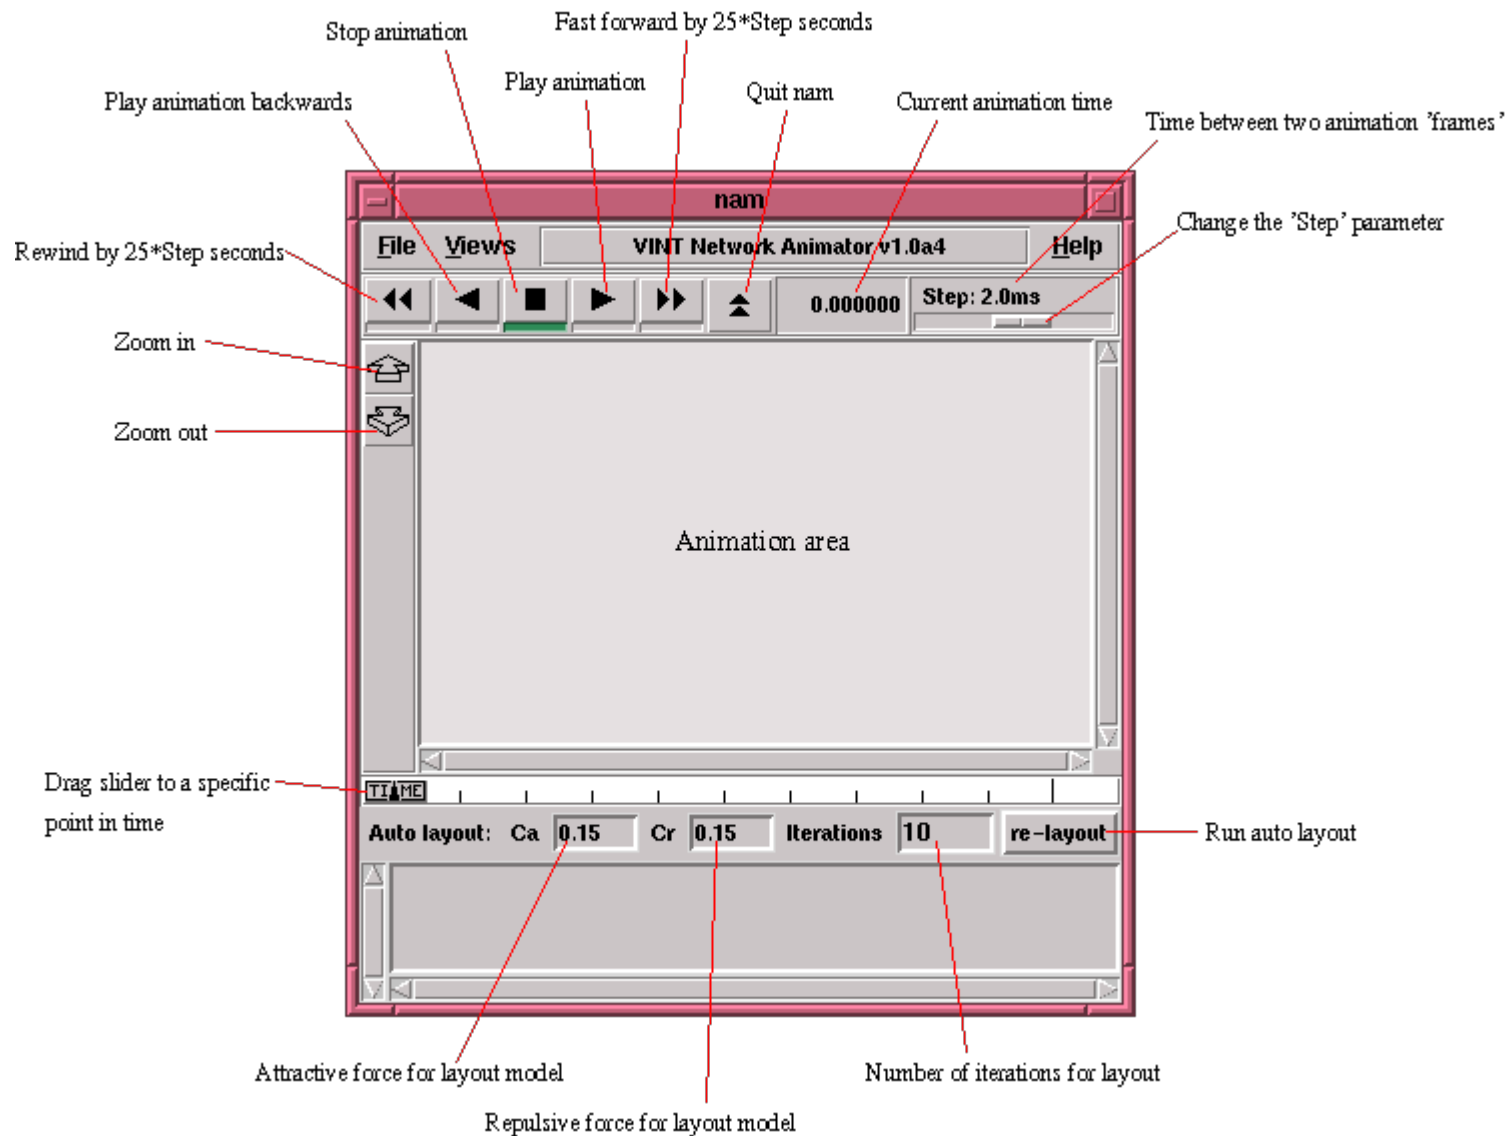 Fast forward by 25*Step seconds
Stop animation
Play animation
Quit nam
Play animation backwards
Current animation time
Time between two animation 'frames'
nam
Change the 'Step' parameter
File Views VINT Network Animator v1.0a4 Help
Rewind by 25*Step seconds
0.000000
Step: 2.0ms
Zoom in
Zoom out
Animation area
Drag slider to a specific
point in time
TIME
Auto layout: Ca 0.15 Cr 0.15 Iterations 10 re-layout
Run auto layout
Attractive force for layout model
Number of iterations for layout
Repulsive force for layout model